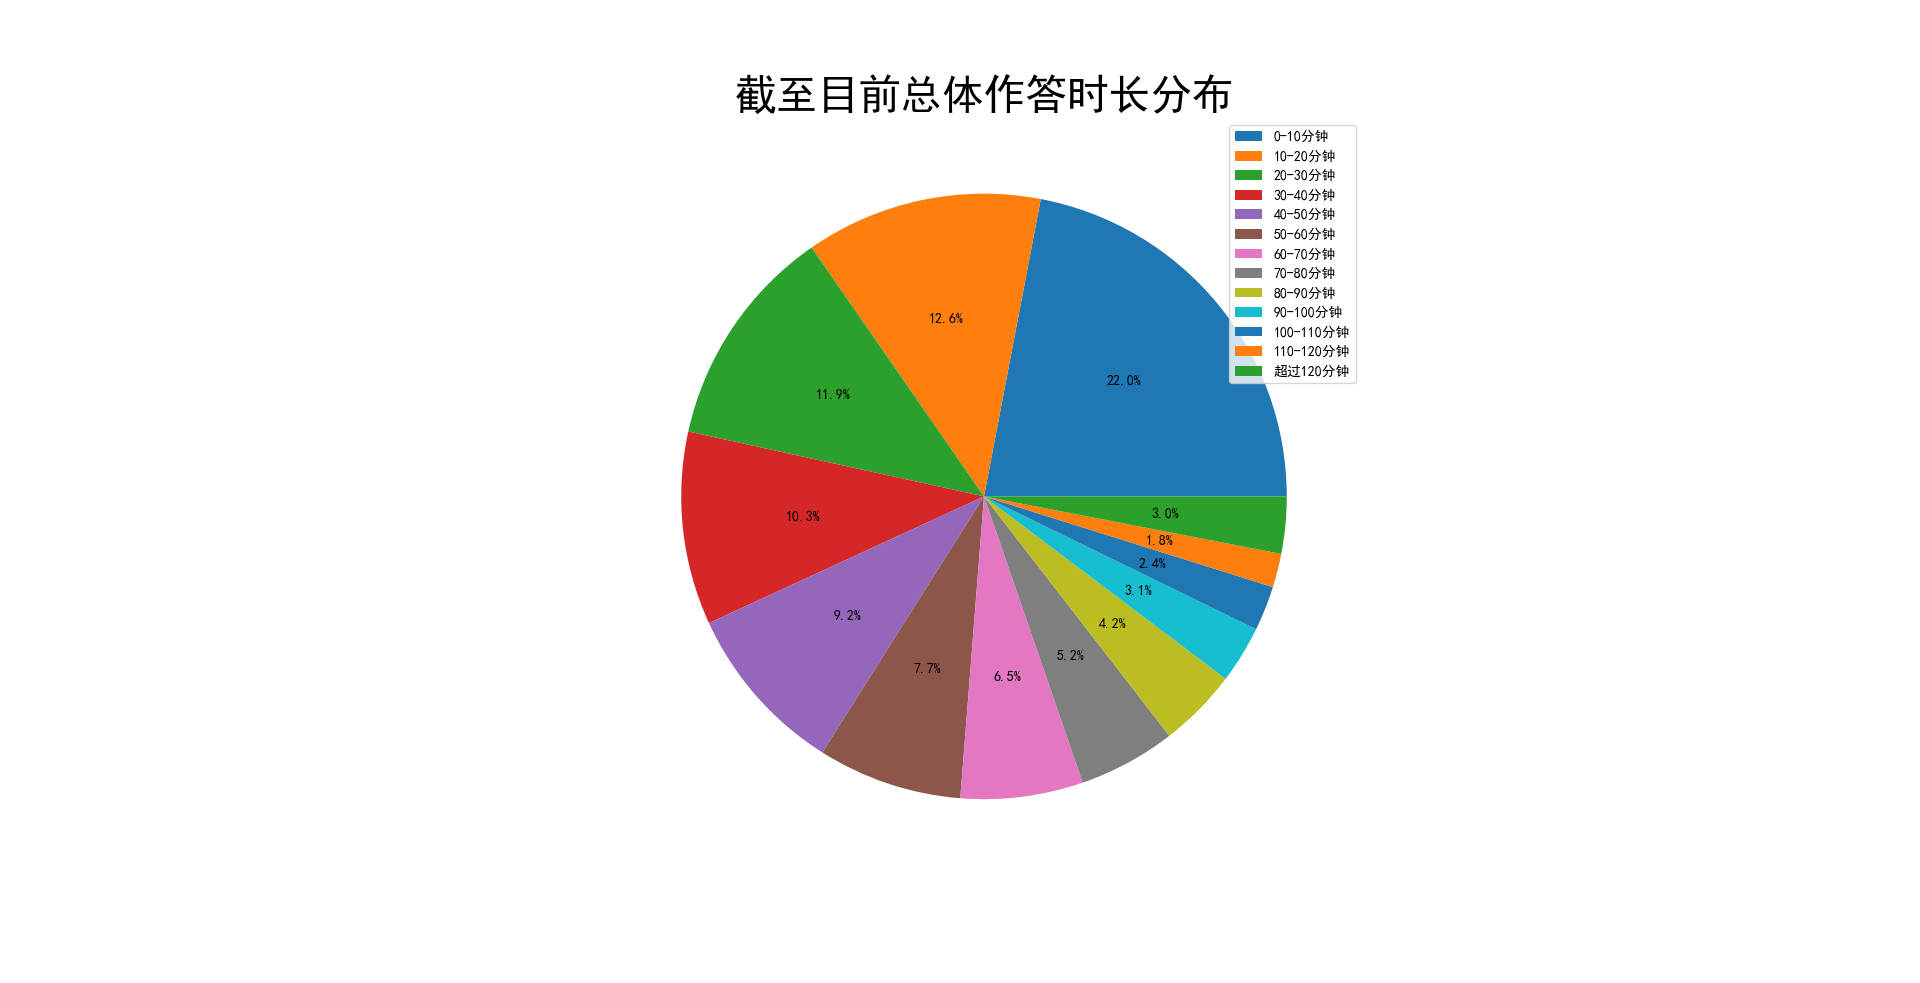 截至目前总体作答时长分布
0-10分钟
10-20分钟
20-30分钟
30-40分钟
40-50分钟
50-60分钟
60-70分钟
70-80分钟
80-90分钟
90-100分钟
100-110分钟
110-120分钟
超过120分钟
22.0%
12.6%
11.9%
10.3%
9.2%
7.7%
6.5%
5.2%
4.2%
3.1%
2.4%
1.8%
3.0%